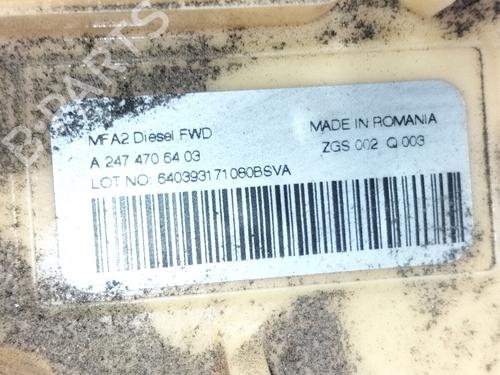 MFA2 Diesel FWD
MADE IN ROMANIA
A 247 470 64 03
ZGS 002 Q 003
LOT NO: 640393171080BSVA
B-PARTS